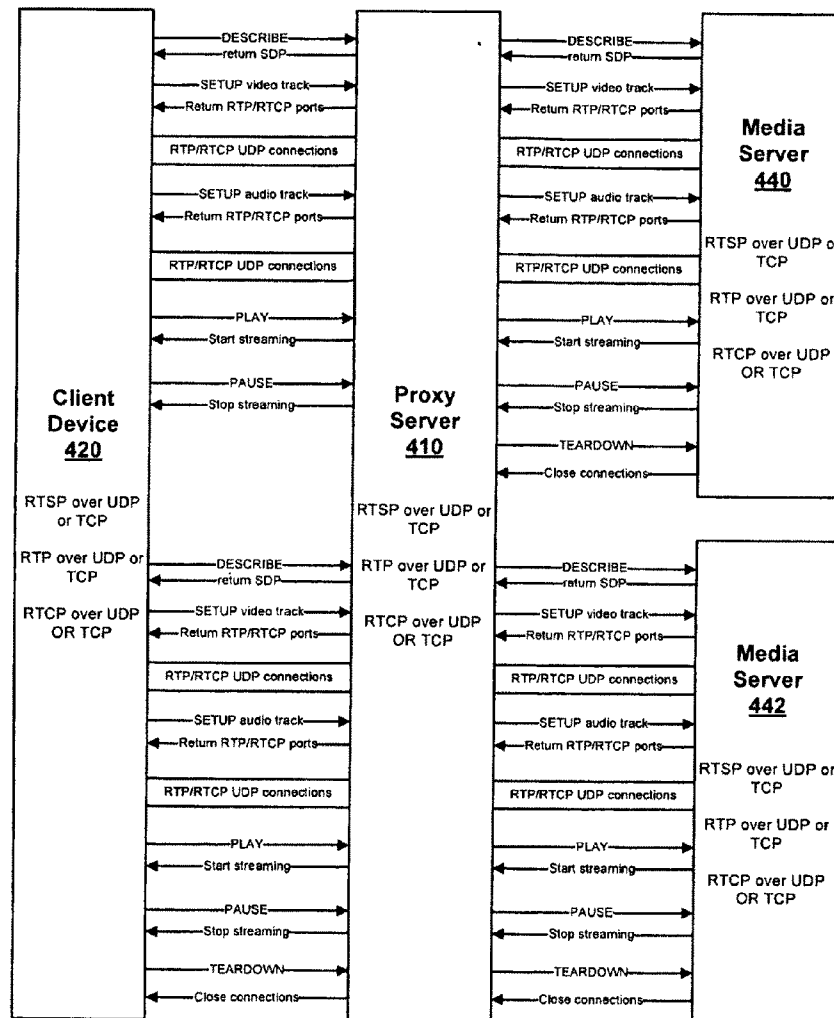 DESCRIBE
return SDP
SETUP video track
Return RTP/RTCP ports
RTP/RTCP UDP connections
SETUP audio track
Return RTP/RTCP ports
RTP/RTCP UDP connections
PLAY
Start streaming
PAUSE
Stop streaming
DESCRIBE
return SDP
SETUP video track
Return RTP/RTCP ports
RTP/RTCP UDP connections
SETUP audio track
Return RTP/RTCP ports
RTP/RTCP UDP connections
PLAY
Start streaming
PAUSE
Stop streaming
TEARDOWN
Close connections
Media
Server
440
RTSP over UDP or
TCP
RTP over UDP or
TCP
RTCP over UDP
OR TCP
Client
Device
420
RTSP over UDP
or TCP
RTP over UDP or
TCP
RTCP over UDP
OR TCP
Proxy
Server
410
RTSP over UDP or
TCP
RTP over UDP or
TCP
RTCP over UDP
OR TCP
DESCRIBE
return SDP
SETUP video track
Return RTP/RTCP ports
RTP/RTCP UDP connections
SETUP audio track
Return RTP/RTCP ports
RTP/RTCP UDP connections
PLAY
Start streaming
PAUSE
Stop streaming
TEARDOWN
Close connections
DESCRIBE
return SDP
SETUP video track
Return RTP/RTCP ports
RTP/RTCP UDP connections
SETUP audio track
Return RTP/RTCP ports
RTP/RTCP UDP connections
PLAY
Start streaming
PAUSE
Stop streaming
TEARDOWN
Close connections
Media
Server
442
RTSP over UDP or
TCP
RTP over UDP or
TCP
RTCP over UDP
OR TCP